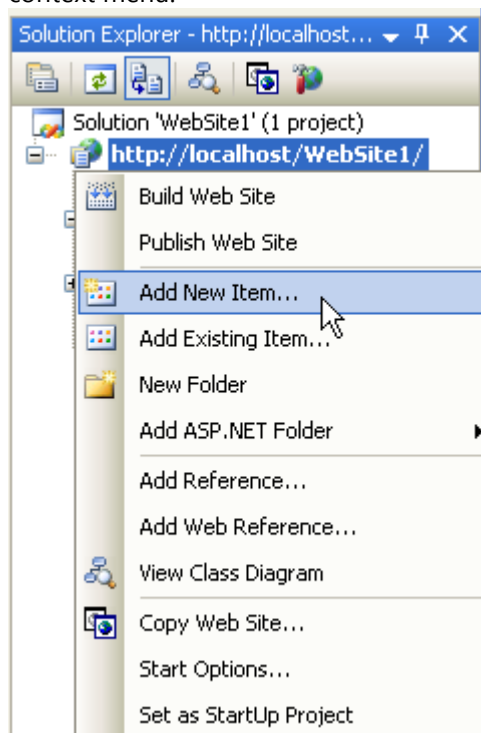 context menu.
Solution Explorer - http://localhost...
Solution 'WebSite1' (1 project)
http://localhost/WebSite1/
Build Web Site
Publish Web Site
Add New Item...
Add Existing Item...
New Folder
Add ASP.NET Folder
Add Reference...
Add Web Reference...
View Class Diagram
Copy Web Site...
Start Options...
Set as StartUp Project